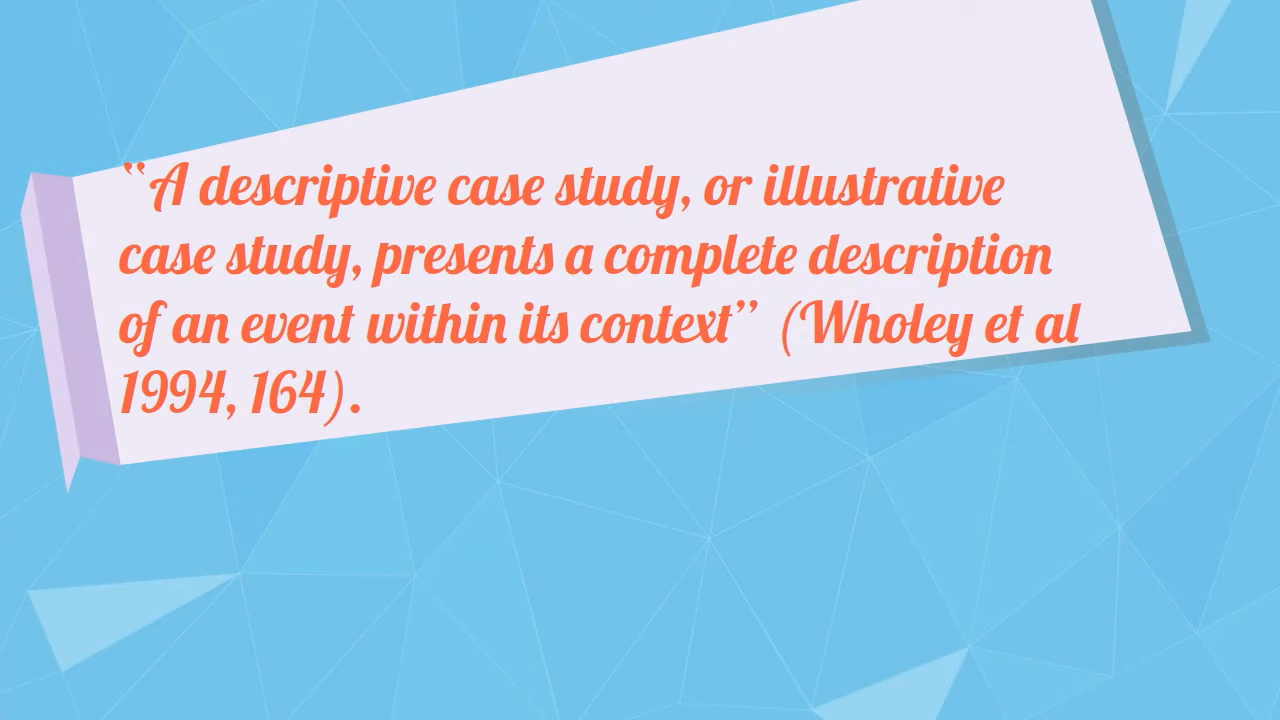 “A descriptive case study, or illustrative
case study, presents a complete description
of an event within its context” (Wholey et al
1994, 164).